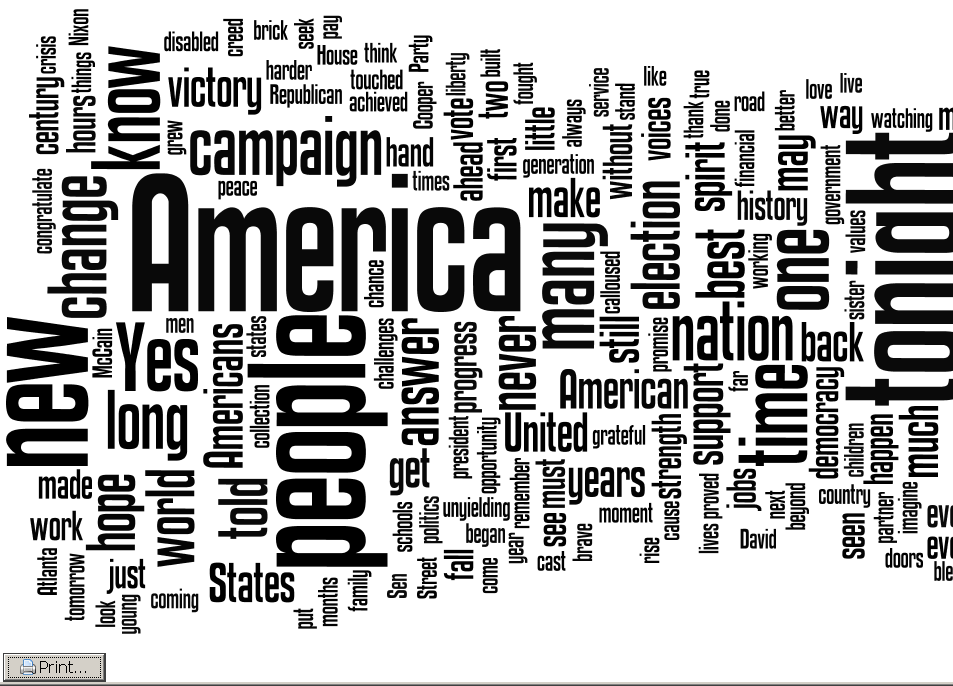 Nixon
crisis
century
things
hours
disabled
creed
brick
seek
pay
House
think
Party
know
victory
harder
touched
Republican
achieved
Cooper
liberty
vote
two
built
fought
grew
campaign
hand
times
ahead
first
little
always
generation
service
stand
without
like
voices
thank
true
done
road
financial
spirit
better
may
love
live
way
watching
m
peace
congratulate
change
America
chance
make
many
calloused
election
history
best
working
one
government
values
sister
tonight
new
McCain
men
Yes
states
Americans
long
collection
people
challenges
answer
progress
never
still
promise
nation
back
American
support
far
time
democracy
president
opportunity
United
grateful
strength
children
happen
much
made
hope
world
told
get
unyielding
remember
must
see
years
moment
cause
lives
proved
jobs
next
beyond
country
partner
imagine
seen
work
schools
politics
began
year
David
eve
Atlanta
tomorrow
just
look
young
coming
States
put
months
family
Sen
Street
fall
come
cast
brave
rise
doors
eve
ble
Print...